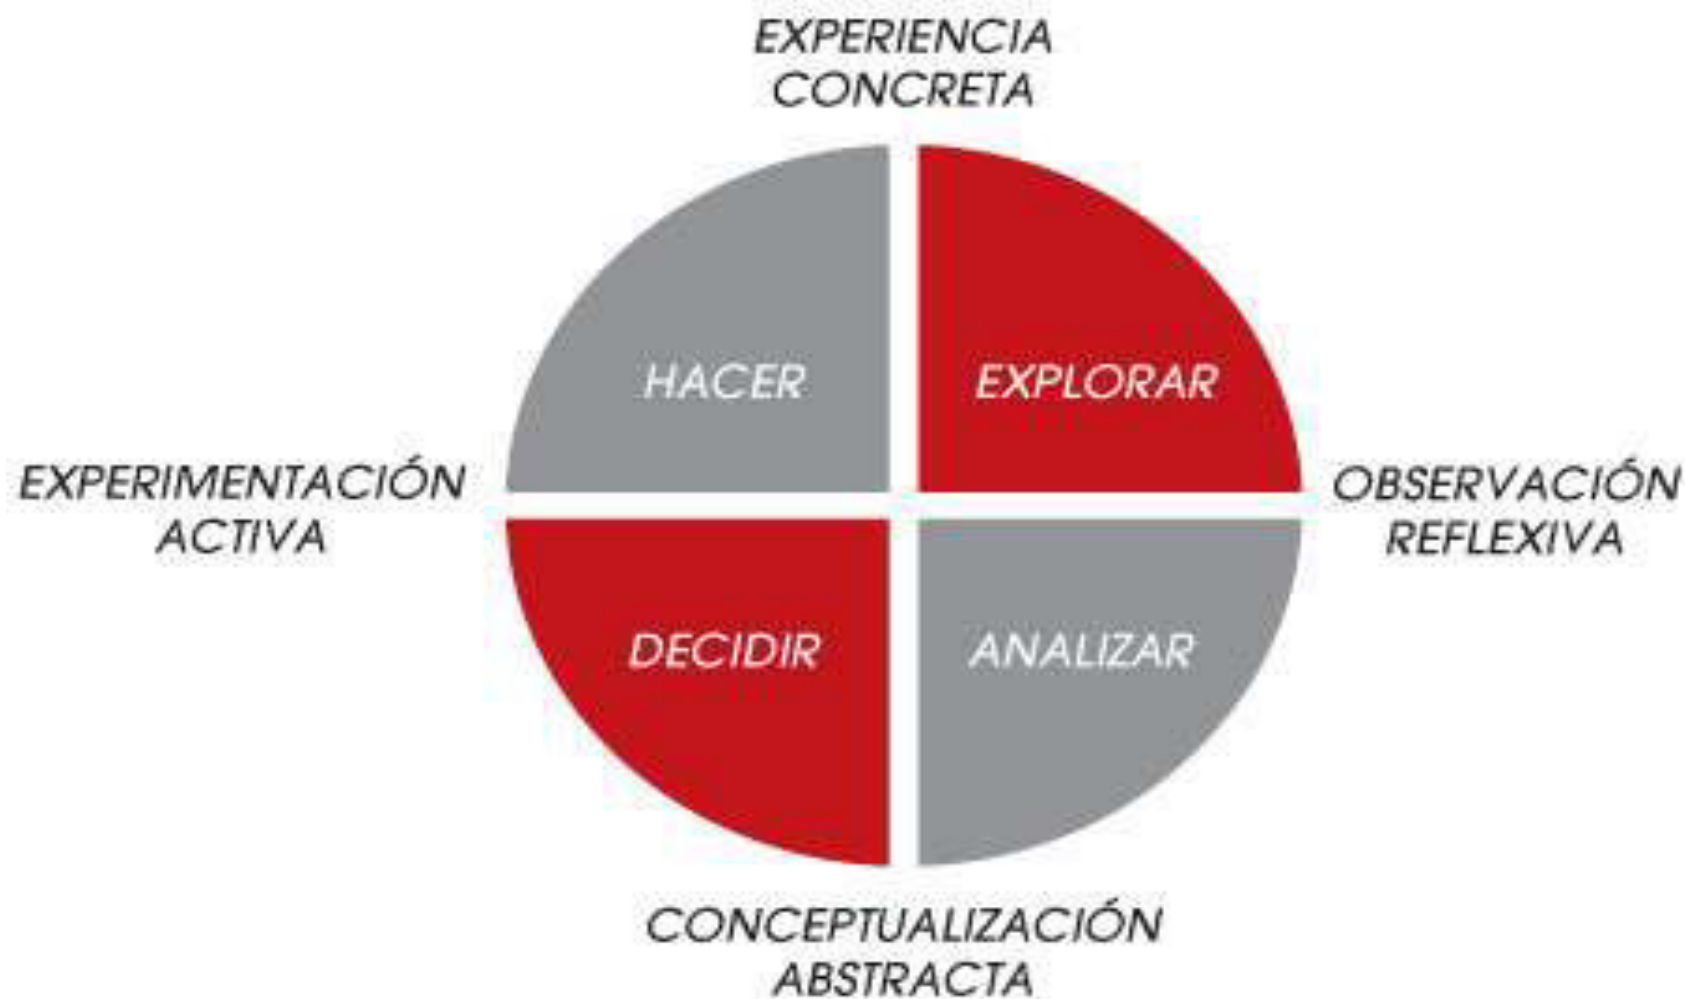 EXPERIENCIA
CONCRETA
HACER
EXPLORAR
EXPERIMENTACIÓN
ACTIVA
OBSERVACIÓN
REFLEXIVA
DECIDIR
ANALIZAR
CONCEPTUALIZACIÓN
ABSTRACTA